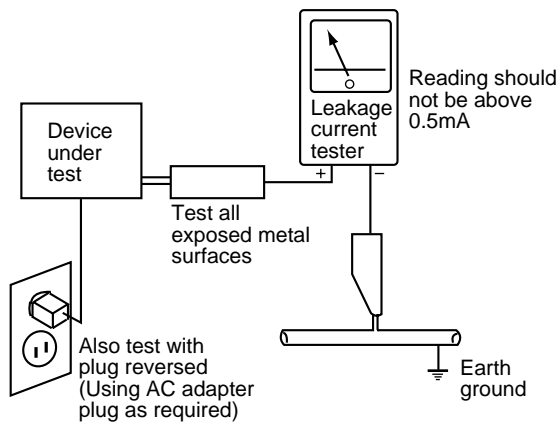 Device
under
test
Leakage
current
tester
+ −
Reading should
not be above
0.5mA
Test all
exposed metal
surfaces
Also test with
plug reversed
(Using AC adapter
plug as required)
Earth
ground